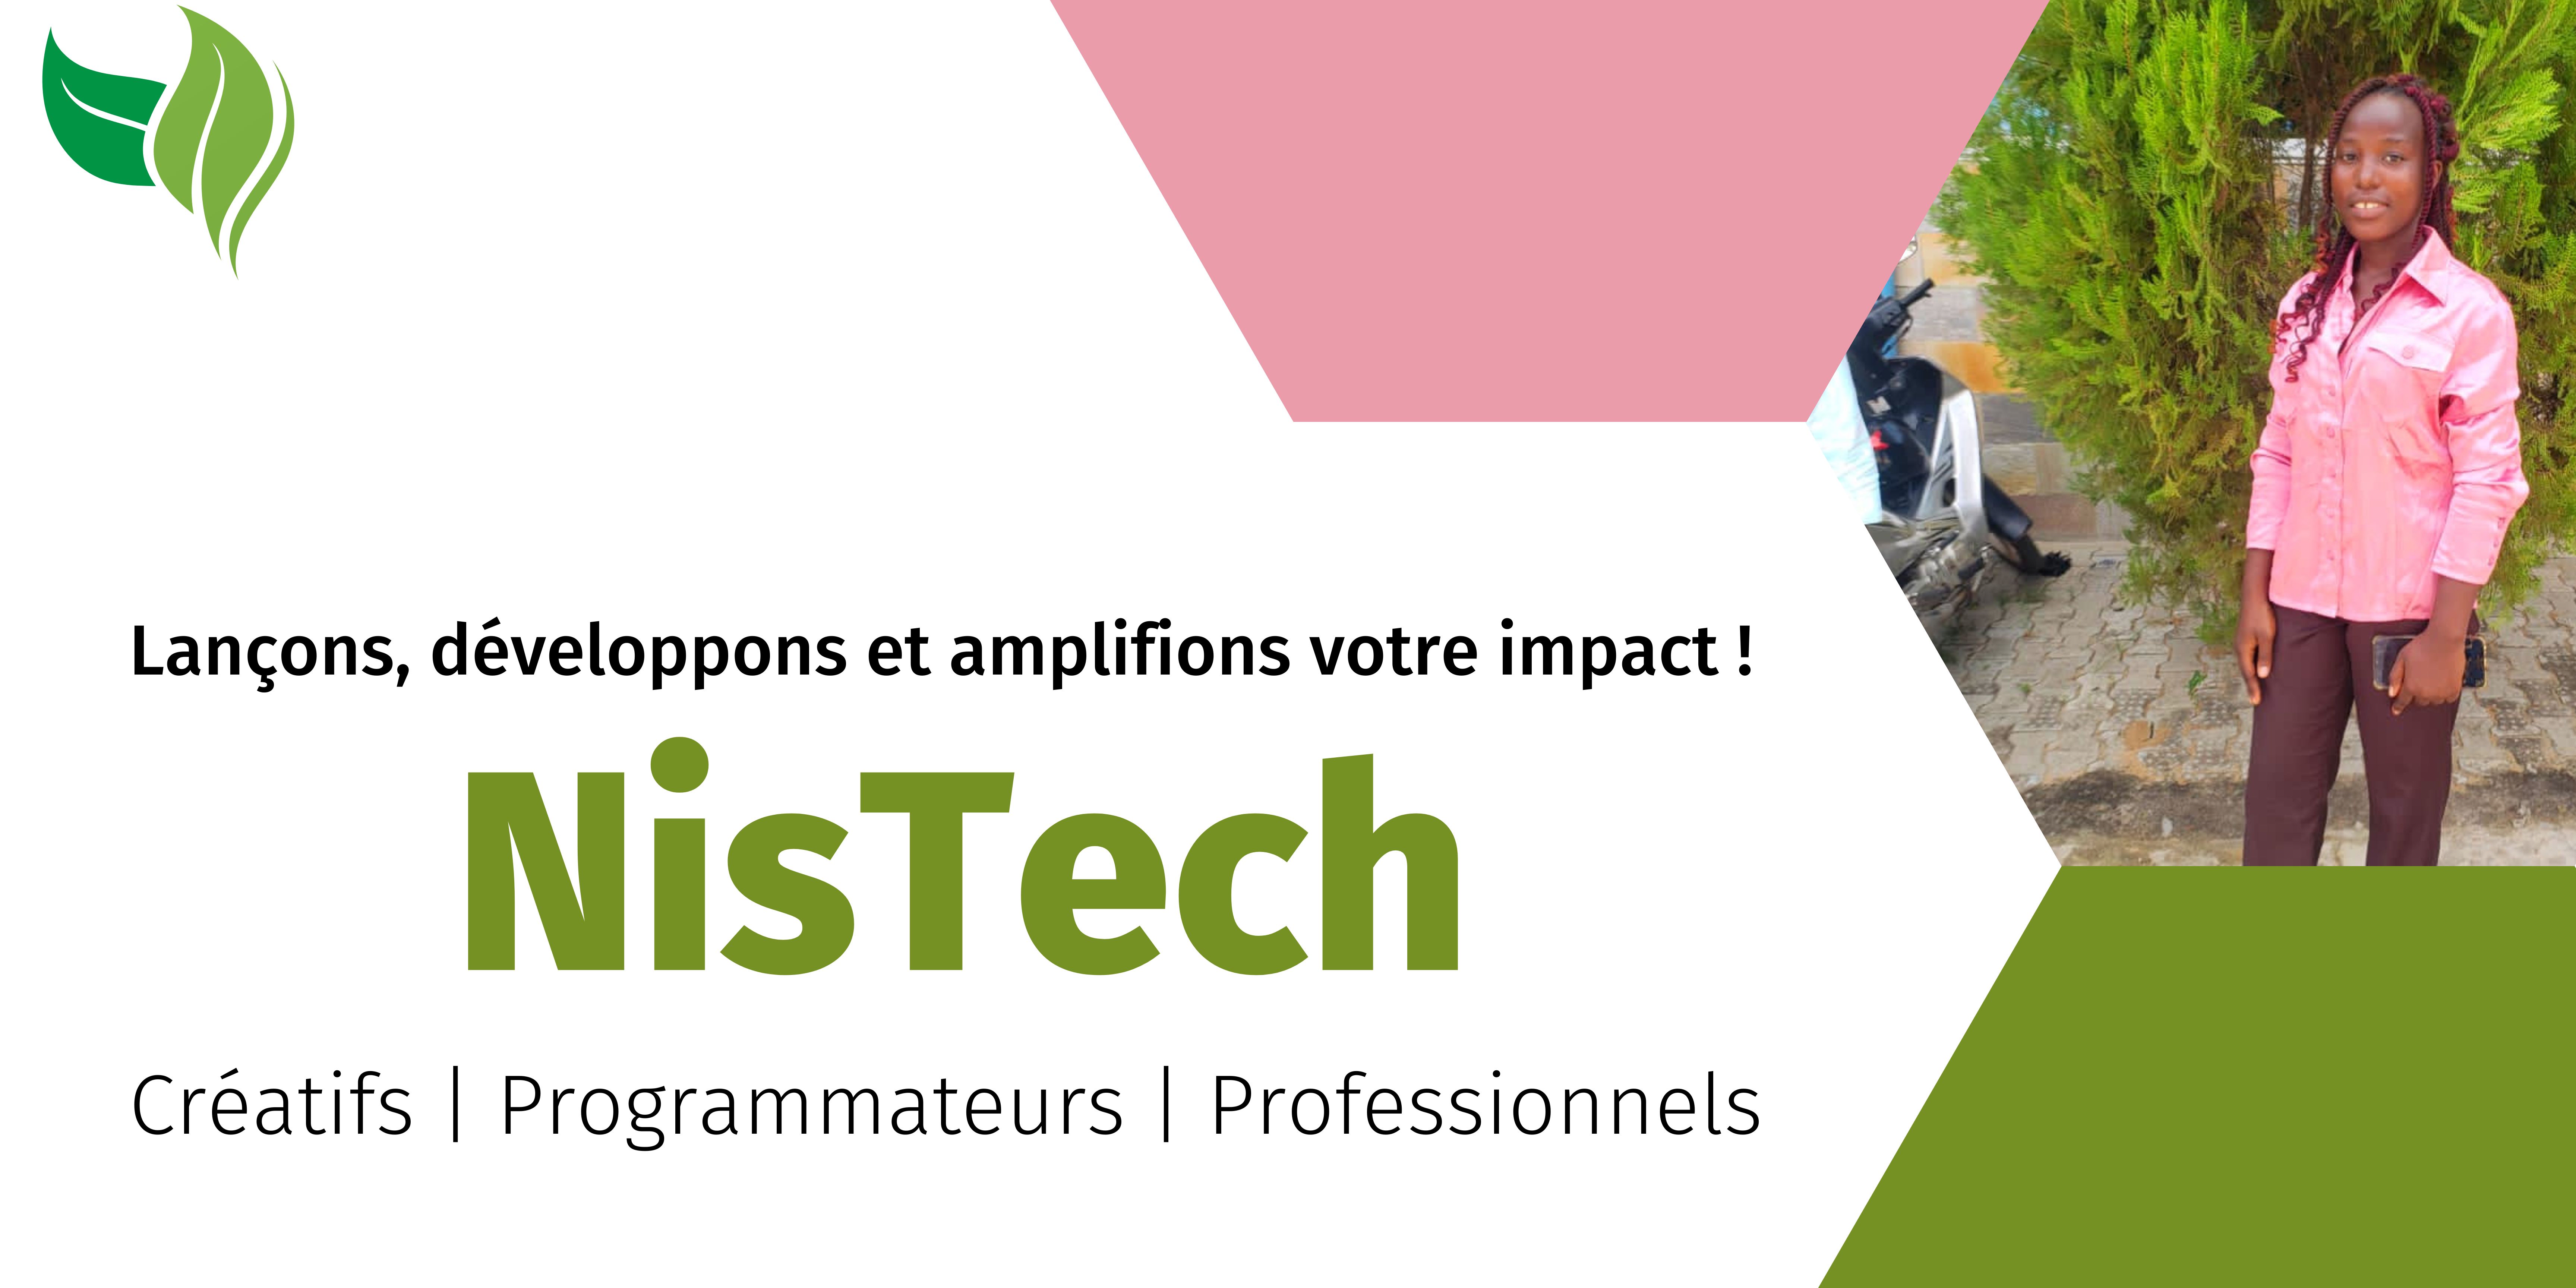 Lançons, développons et amplifions votre impact !
NisTech
Créatifs | Programmateurs | Professionnels